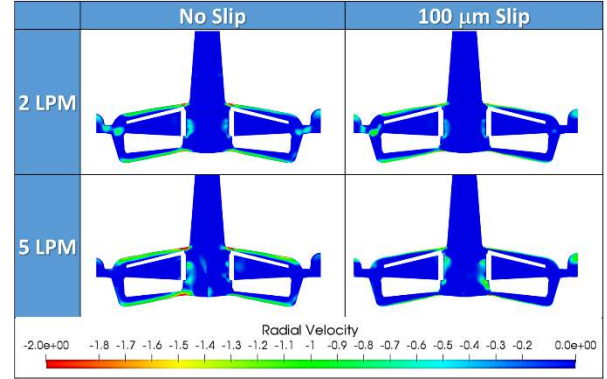 No Slip 100 μm Slip
2 LPM
5 LPM
Radial Velocity
-2.0e+00 -1.8 -1.7 -1.6 -1.5 -1.4 -1.3 -1.2 -1.1 -1 -0.9 -0.8 -0.7 -0.6 -0.5 -0.4 -0.2 0.0e+00